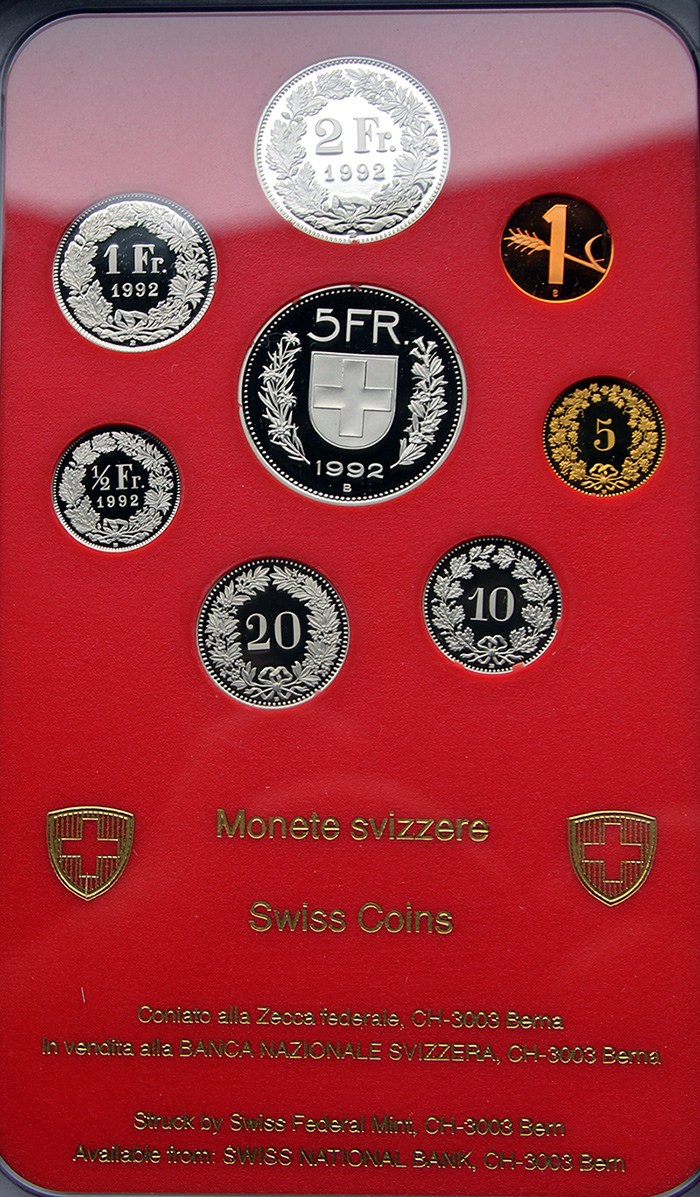 2 Fr.
1992
1 Fr.
1992
B
1
B
5 FR.
1992
B
5
½ Fr.
1992
B
20
10
Monete svizzere
Swiss Coins
Coniato alla Zecca federale, CH-3003 Berna
In vendita alla BANCA NAZIONALE SVIZZERA, CH-3003 Berna
Struck by Swiss Federal Mint, CH-3003 Bern
Available from: SWISS NATIONAL BANK, CH-3003 Bern